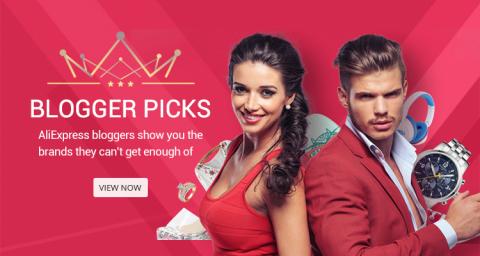 BLOGGER PICKS
AliExpress bloggers show you the
brands they can't get enough of
VIEW NOW